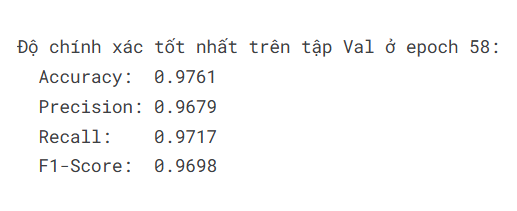 Độ chính xác tốt nhất trên tập Val ở epoch 58:
Accuracy: 0.9761
Precision: 0.9679
Recall: 0.9717
F1-Score: 0.9698